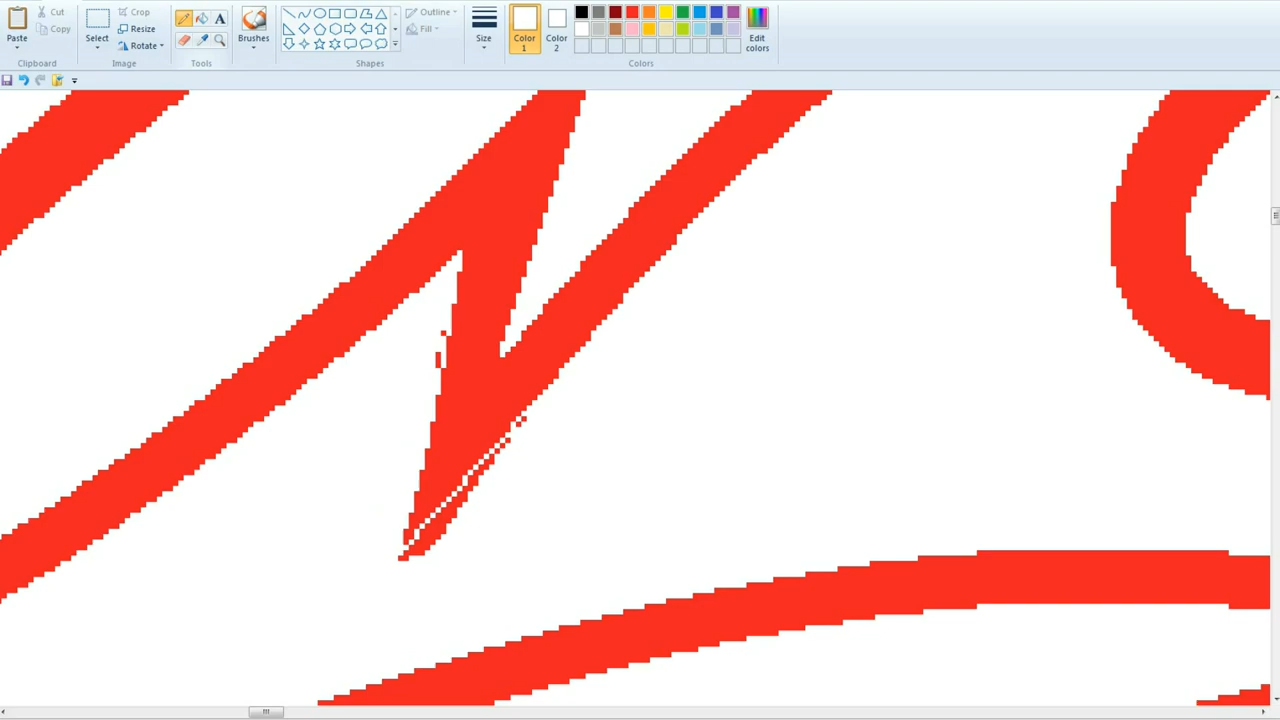 Paste
Cut
Copy
Clipboard
Select
Crop
Resize
Rotate
Image
A
Tools
Brushes
Outline
Fill
Shapes
Size
Color
1
Color
2
Edit
colors
Colors